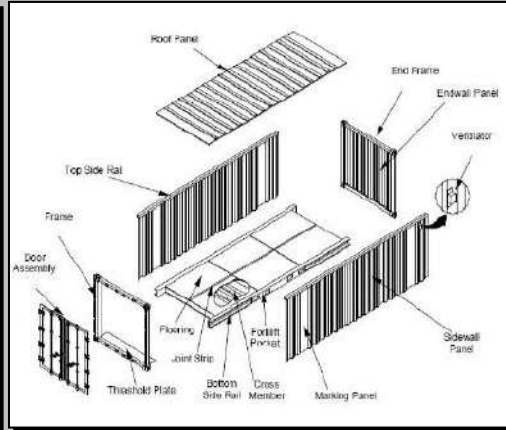 Roof Panel
End Frame
Endwall Panel
Ventilator
Top Side Rail
Frame
Door
Assembly
Flooring
Joint Strip
Forklift
Pocket
Sidewall
Panel
Threshold Plate
Bottom
Side Rail
Cross
Member
Marking Panel